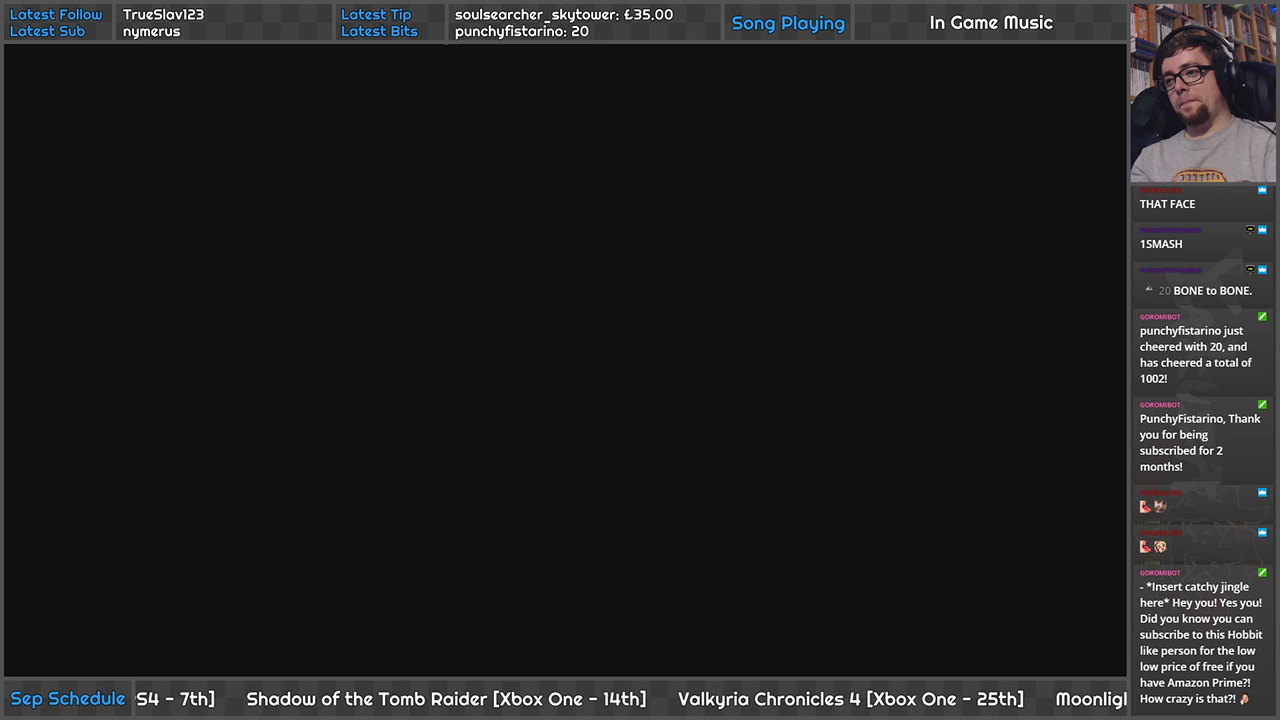 Latest Follow
Latest Sub
TrueSlav123
nymerus
Latest Tip
Latest Bits
soulsearcher_skytower: £35.00
punchyfistarino: 20
Song Playing
In Game Music
THAT FACE
1SMASH
20 BONE to BONE.
GOROMIBOT
punchyfistarino just
cheered with 20, and
has cheered a total of
1002!
GOROMIBOT
PunchyFistarino, Thank
you for being
subscribed for 2
months!
GOROMIBOT
- *Insert catchy jingle
here* Hey you! Yes you!
Did you know you can
subscribe to this Hobbit
like person for the low
low price of free if you
have Amazon Prime?!
How crazy is that?!
Sep Schedule
S4 - 7th] Shadow of the Tomb Raider [Xbox One - 14th] Valkyria Chronicles 4 [Xbox One - 25th] Moonligh